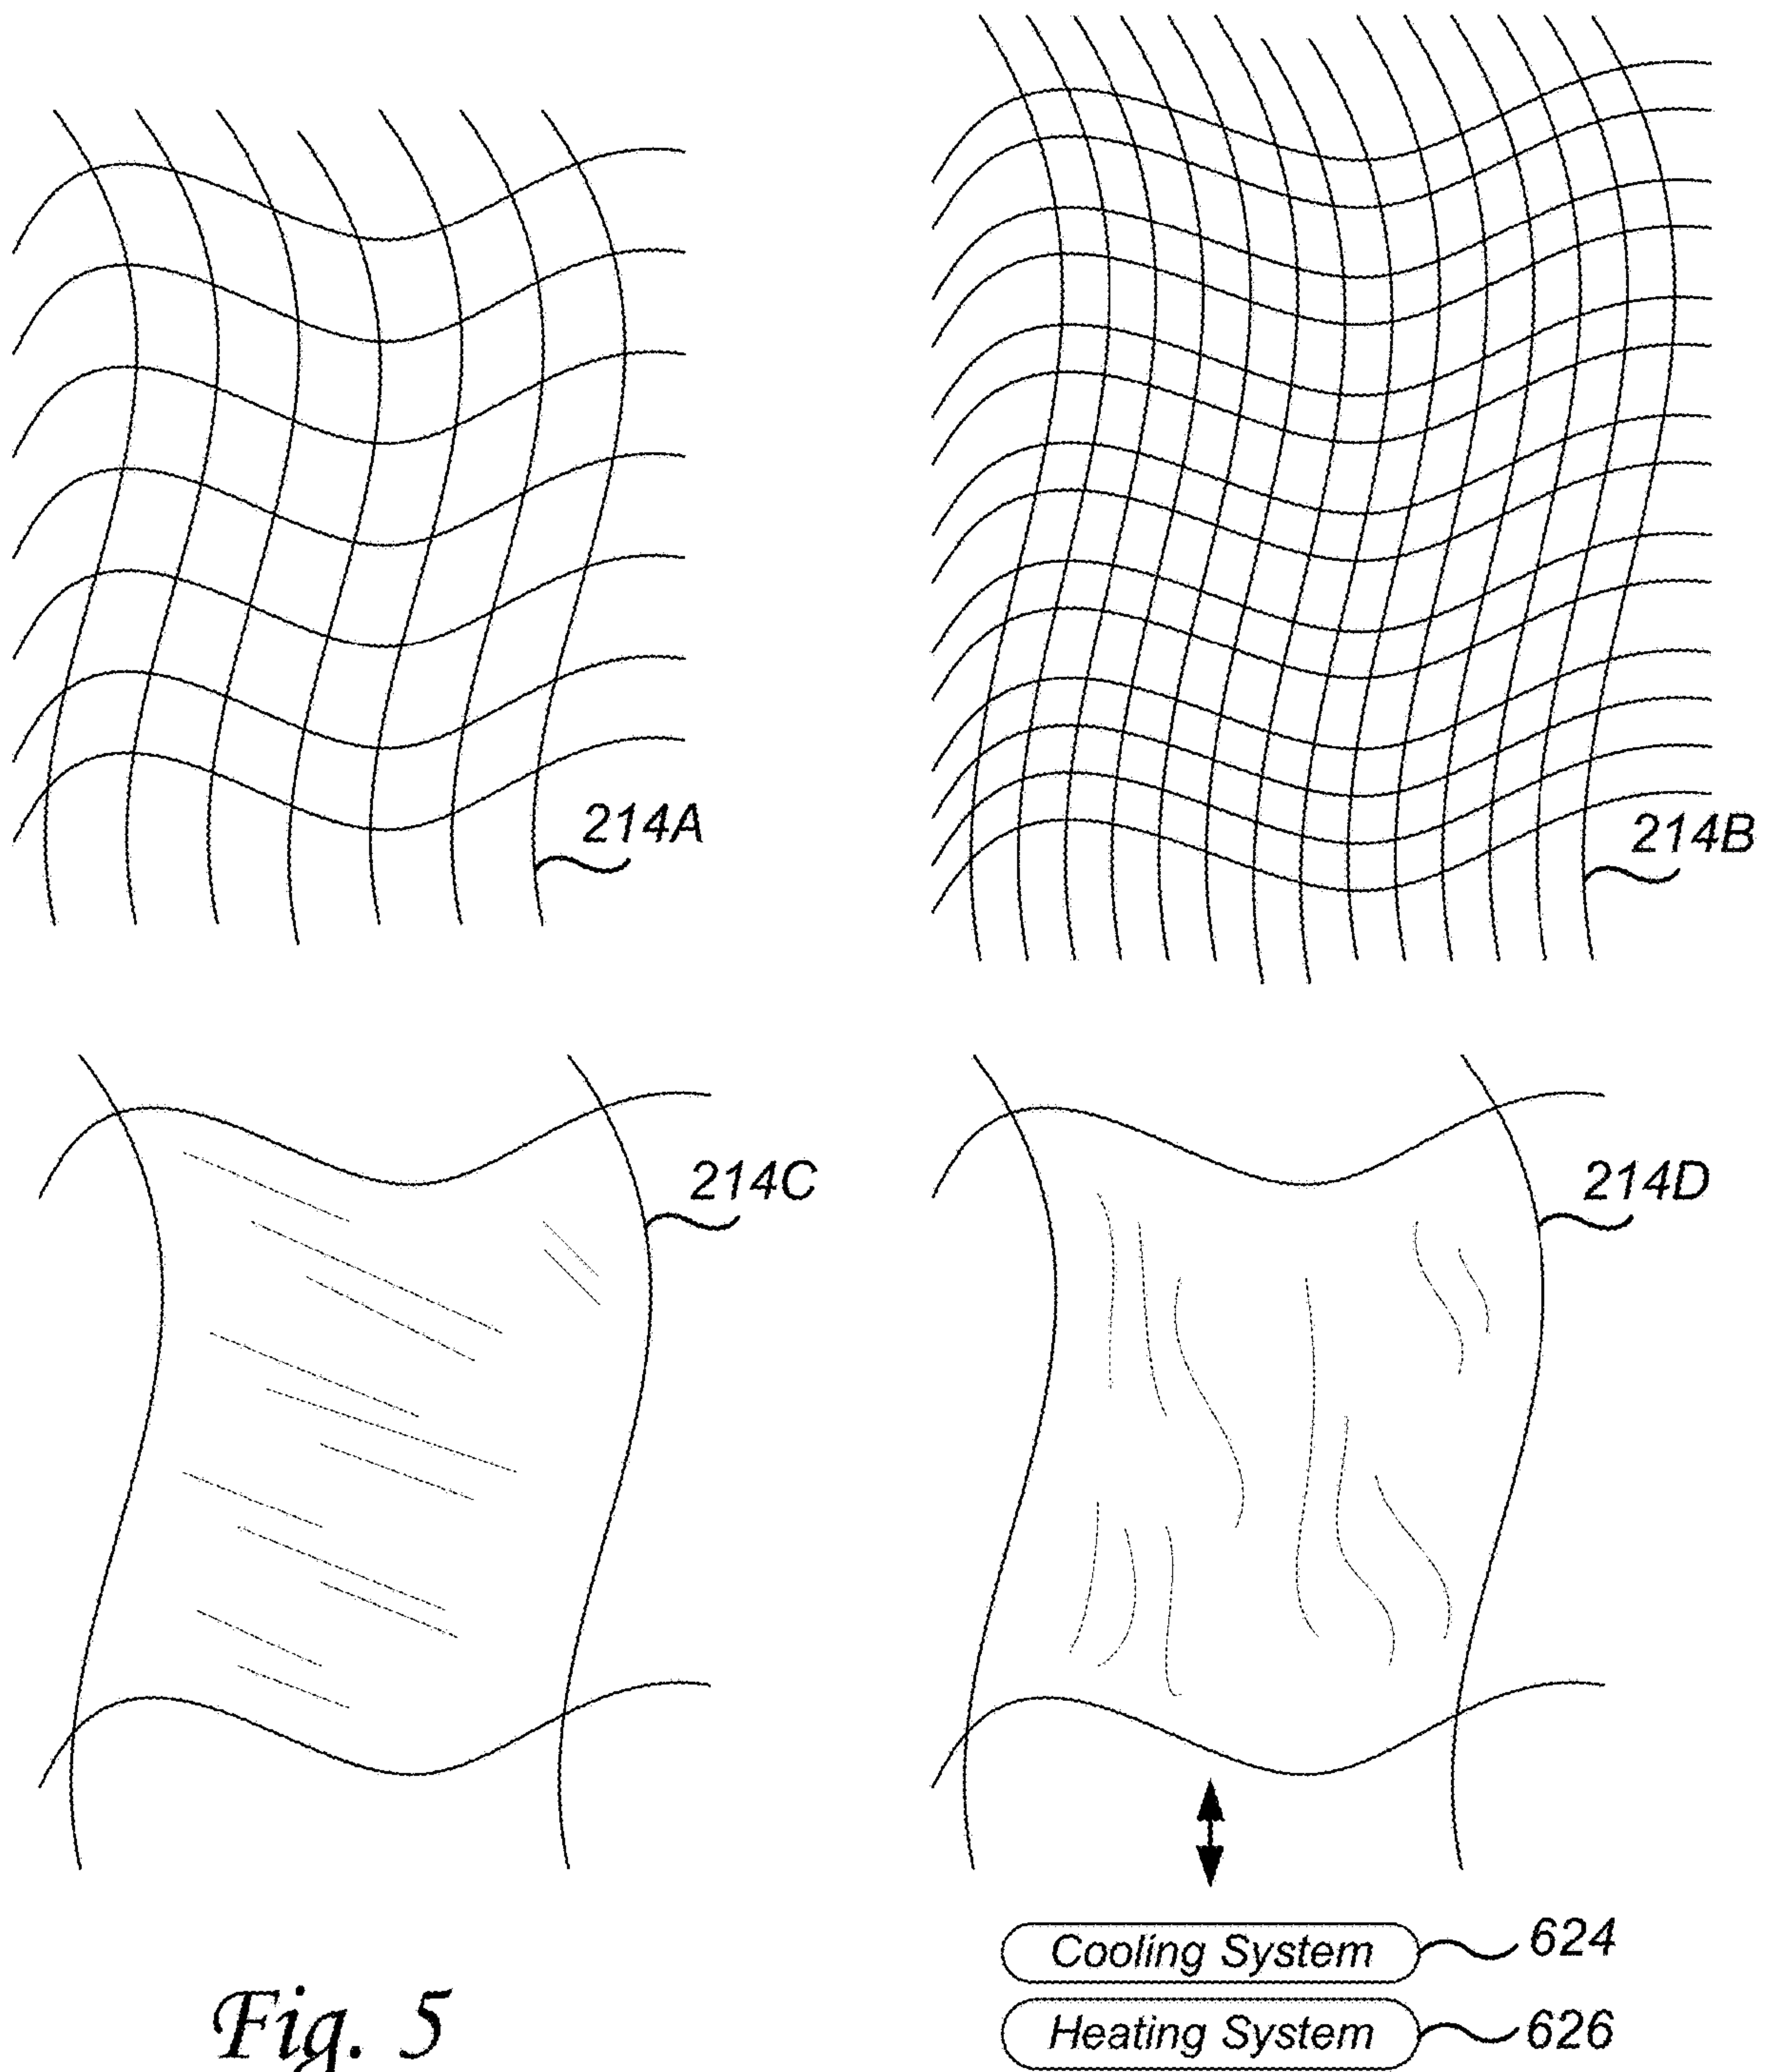 214A
214B
214C
214D
Cooling System 624
Heating System 626
Fig. 5